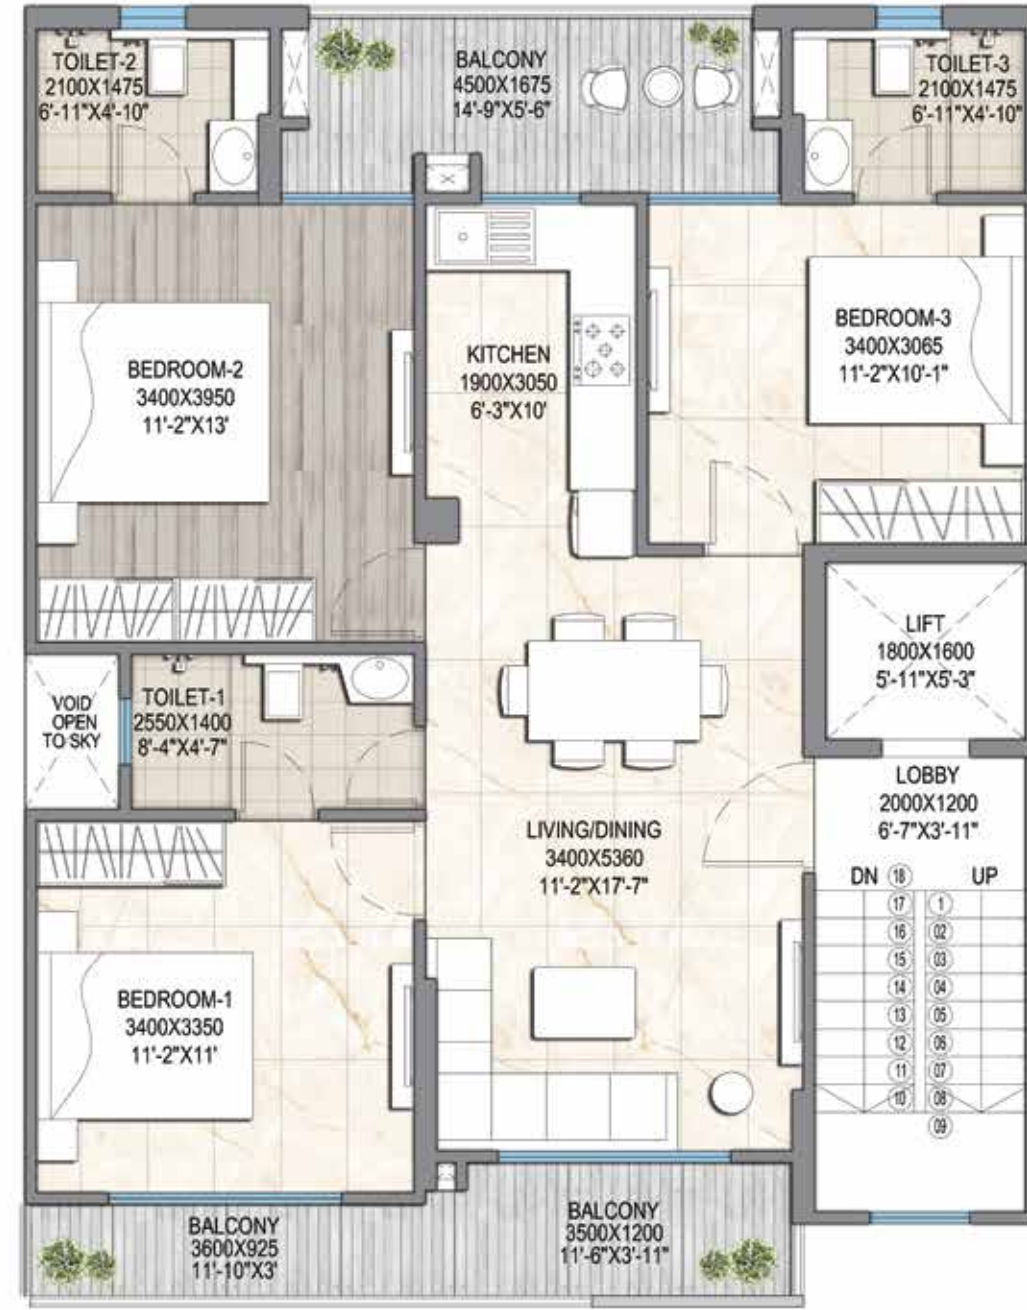 TOILET-2
2100X1475
6'-11"X4'-10"
BALCONY
4500X1675
14'-9"X5'-6"
TOILET-3
2100X1475
6'-11"X4'-10"
BEDROOM-2
3400X3950
11'-2"X13'
KITCHEN
1900X3050
6'-3"X10'
BEDROOM-3
3400X3065
11'-2"X10'-1"
LIFT
1800X1600
5'-11"X5'-3"
VOID
OPEN
TO SKY
TOILET-1
2550X1400
8'-4"X4'-7"
LOBBY
2000X1200
6'-7"X3'-11"
LIVING/DINING
3400X5360
11'-2"X17'-7"
DN 18 UP
17 1
16 02
15 03
14 04
13 05
12 06
11 07
10 08
09
BEDROOM-1
3400X3350
11'-2"X11'
BALCONY
3600X925
11'-10"X3'
BALCONY
3500X1200
11'-6"X3'-11"